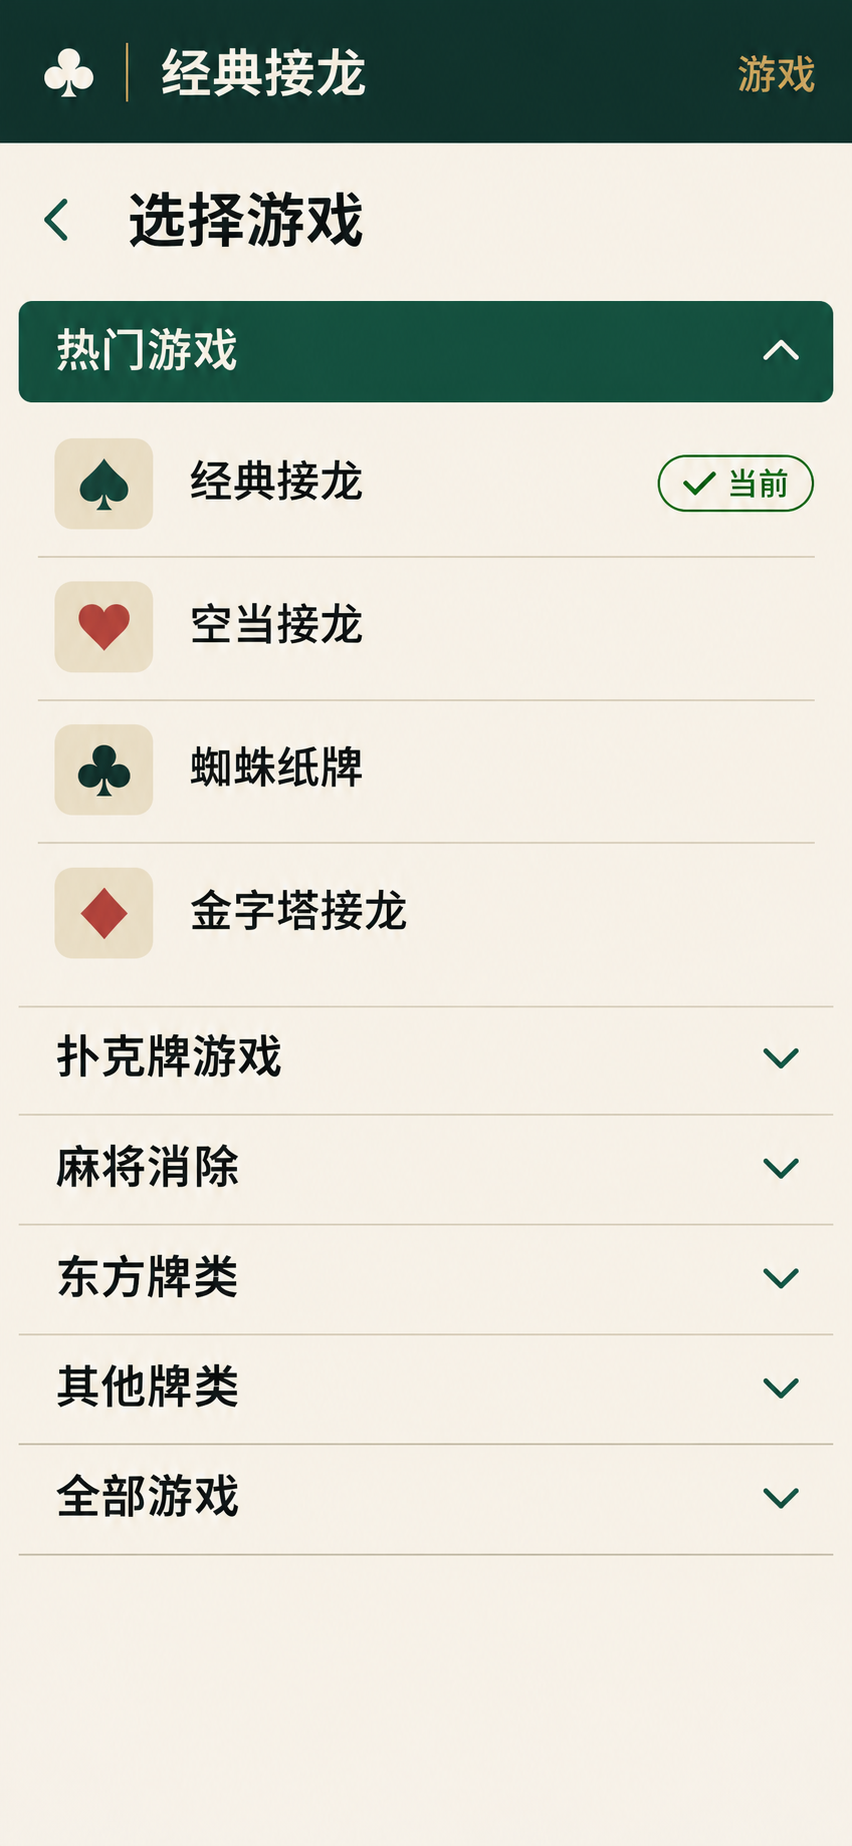 经典接龙
游戏
选择游戏
热门游戏
经典接龙
当前
空当接龙
蜘蛛纸牌
金字塔接龙
扑克牌游戏
麻将消除
东方牌类
其他牌类
全部游戏